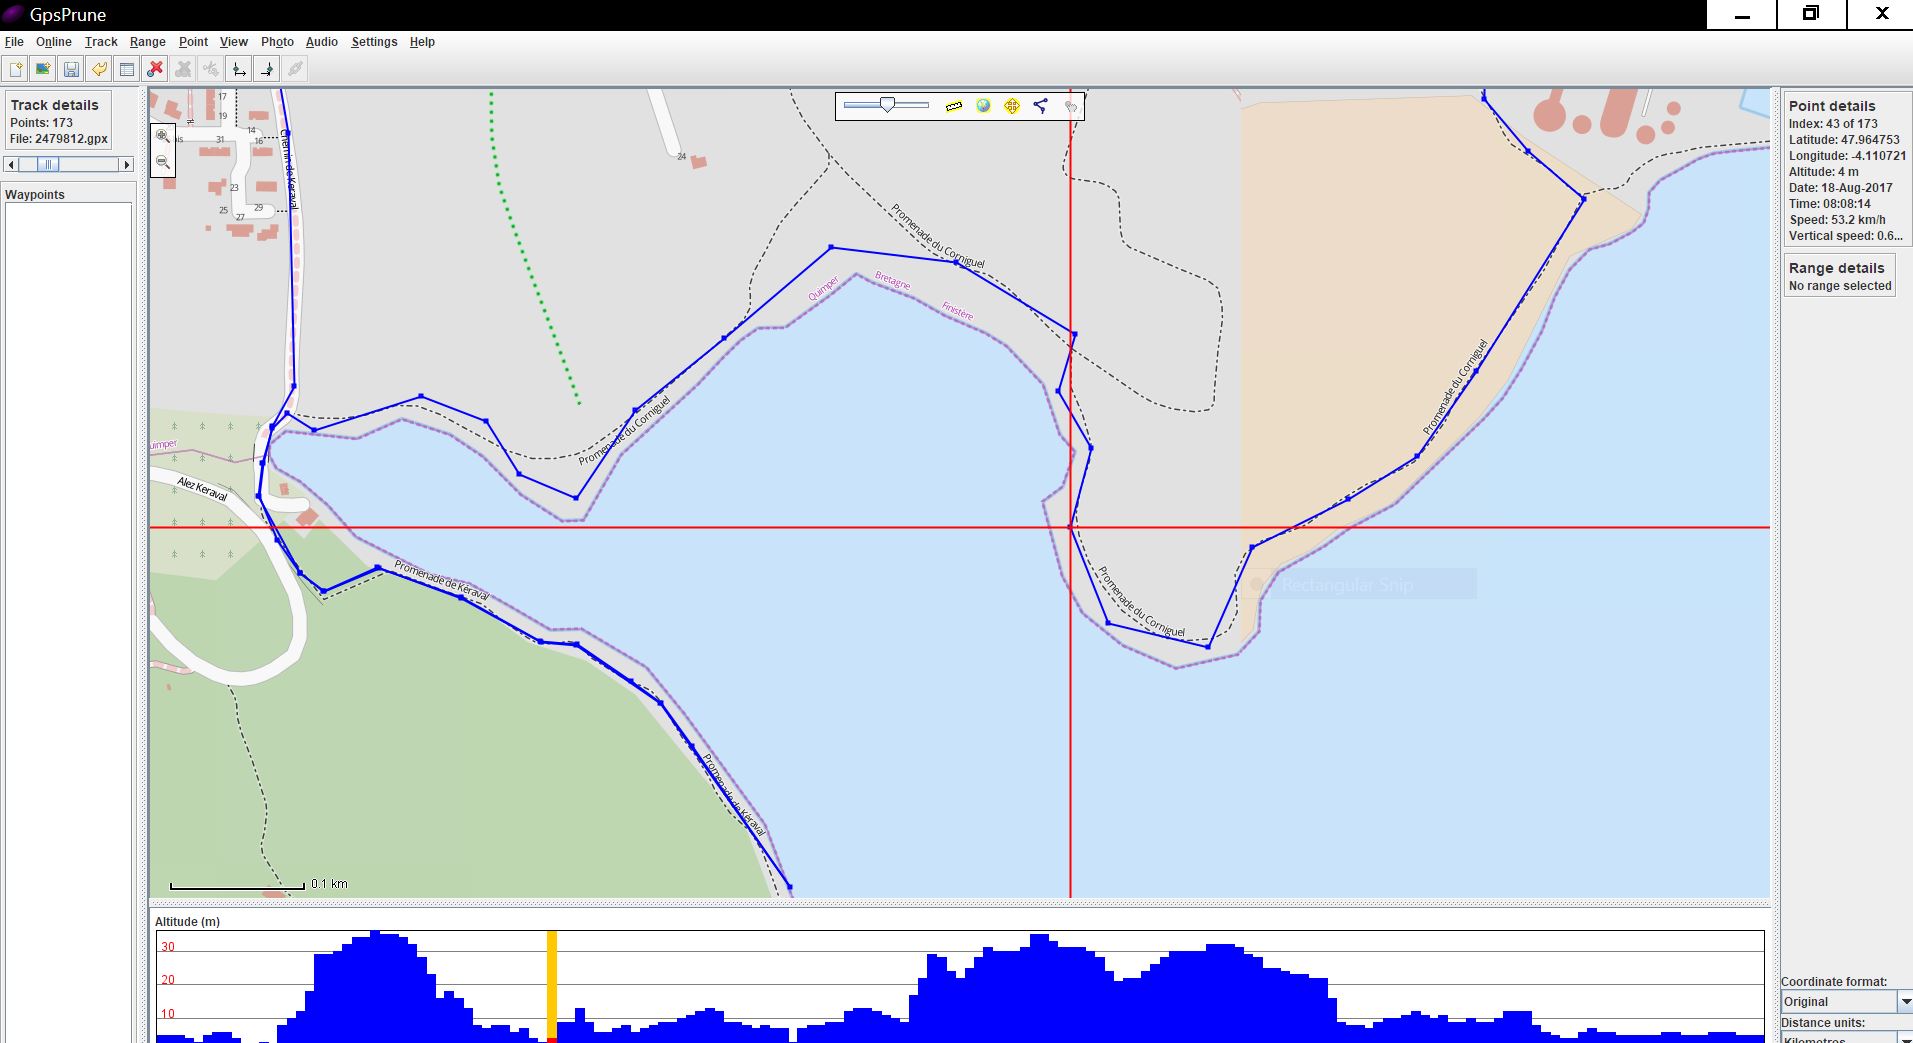 GpsPrune
File Online Track Range Point View Photo Audio Settings Help
Track details
Points: 173
File: 2479812.gpx
Waypoints
17
19
14
16
31
ais
23
25
27
29
24
Chemin de Keraval
Promenade du Corniguel
Quimper
Bretagne
Finistère
Promenade du Corniguel
Promenade du Corniguel
uimper
Alez Keraval
Promenade de Keraval
Promenade du Corniguel
Rectangular Snip
Promenade de Keraval
0.1 km
Point details
Index: 43 of 173
Latitude: 47.964753
Longitude: -4.110721
Altitude: 4 m
Date: 18-Aug-2017
Time: 08:08:14
Speed: 53.2 km/h
Vertical speed: 0.6...
Range details
No range selected
Altitude (m)
30
20
10
Coordinate format:
Original
Distance units:
Kilometres